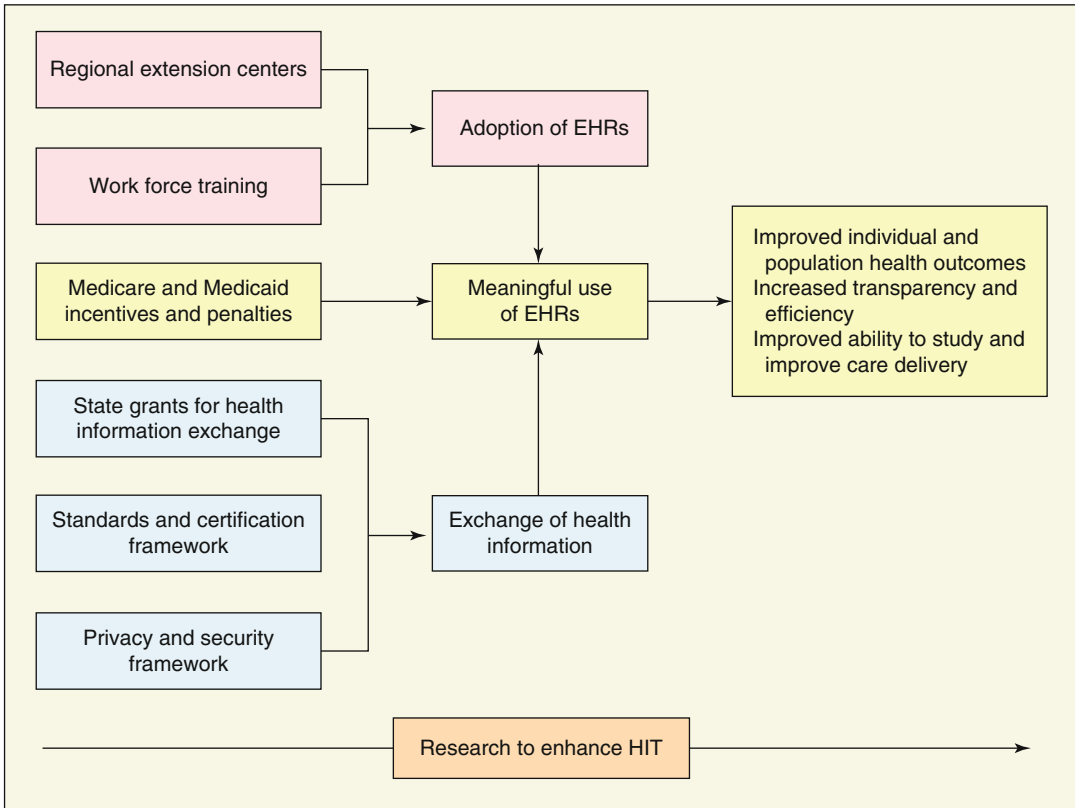 Regional extension centers
Work force training
Adoption of EHRs
Medicare and Medicaid
incentives and penalties
Meaningful use
of EHRs
Improved individual and
population health outcomes
Increased transparency and
efficiency
Improved ability to study and
improve care delivery
State grants for health
information exchange
Standards and certification
framework
Privacy and security
framework
Exchange of health
information
Research to enhance HIT